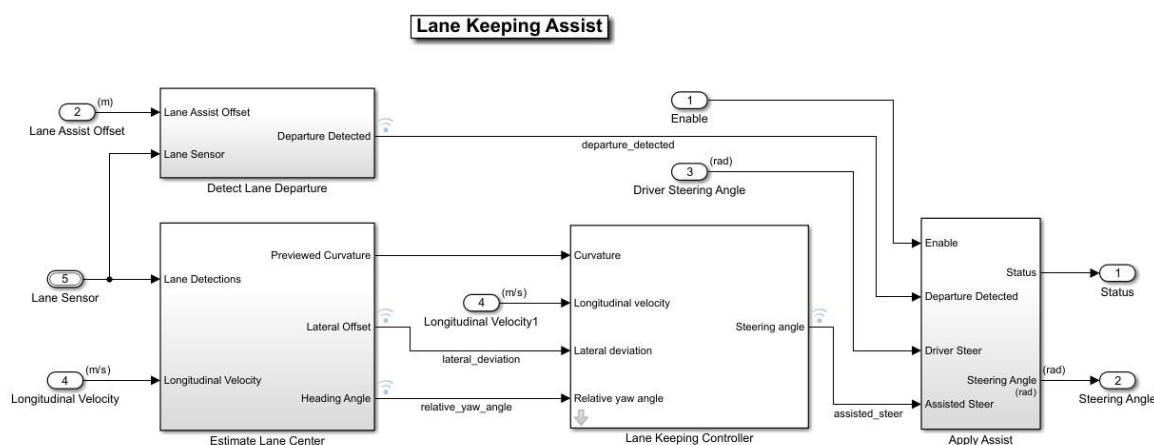 Lane Keeping Assist
2
(m)
Lane Assist Offset
Lane Assist Offset
Lane Sensor
Departure Detected
Detect Lane Departure
departure_detected
1
Enable
3
(rad)
Driver Steering Angle
5
Lane Sensor
4
(m/s)
Longitudinal Velocity
Lane Detections
Longitudinal Velocity
Previewed Curvature
Lateral Offset
Heading Angle
Estimate Lane Center
lateral_deviation
relative_yaw_angle
4
(m/s)
Longitudinal Velocity1
Curvature
Longitudinal velocity
Lateral deviation
Relative yaw angle
Steering angle
Lane Keeping Controller
assisted_steer
Enable
Departure Detected
Driver Steer
Assisted Steer
Status
Steering Angle
(rad)
Apply Assist
1
Status
(rad)
2
Steering Angle